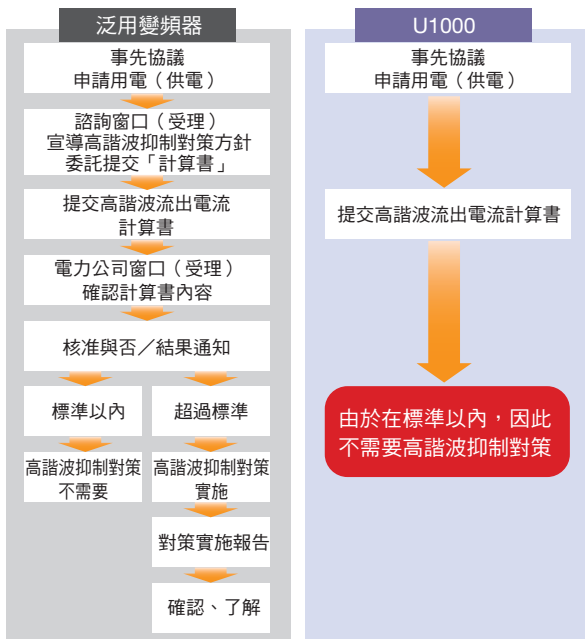 泛用變頻器
事先協議
申請用電（供電）
諮詢窗口（受理）
宣導高諧波抑制對策方針
委託提交「計算書」
提交高諧波流出電流
計算書
電力公司窗口（受理）
確認計算書內容
核准與否／結果通知
標準以內
超過標準
高諧波抑制對策
不需要
高諧波抑制對策
實施
對策實施報告
確認、了解
U1000
事先協議
申請用電（供電）
提交高諧波流出電流計算書
由於在標準以內，因此
不需要高諧波抑制對策